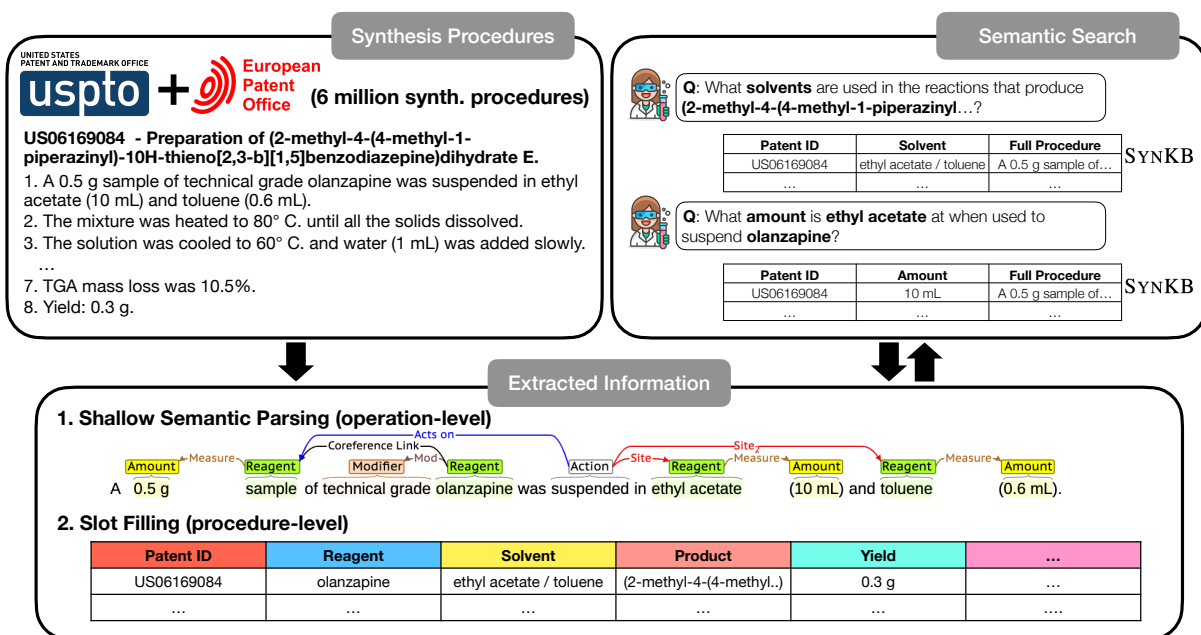 Synthesis Procedures
UNITED STATES
PATENT AND TRADEMARK OFFICE
uspto
+
European
Patent
Office
(6 million synth. procedures)
US06169084 - Preparation of (2-methyl-4-(4-methyl-1-
piperazinyl)-10H-thieno[2,3-b][1,5]benzodiazepine)dihydrate E.
1. A 0.5 g sample of technical grade olanzapine was suspended in ethyl
acetate (10 mL) and toluene (0.6 mL).
2. The mixture was heated to 80° C. until all the solids dissolved.
3. The solution was cooled to 60° C. and water (1 mL) was added slowly.
…
7. TGA mass loss was 10.5%.
8. Yield: 0.3 g.
Semantic Search
Q: What solvents are used in the reactions that produce
(2-methyl-4-(4-methyl-1-piperazinyl…?
Patent ID Solvent Full Procedure
US06169084 ethyl acetate / toluene A 0.5 g sample of…
… … …
SYNKB
Q: What amount is ethyl acetate at when used to
suspend olanzapine?
Patent ID Amount Full Procedure
US06169084 10 mL A 0.5 g sample of…
… … …
SYNKB
Extracted Information
1. Shallow Semantic Parsing (operation-level)
Acts on
Coreference Link
Site2
Measure Mod Site Measure Measure
Amount Reagent Modifier Reagent Action Reagent Amount Reagent Amount
A 0.5 g sample of technical grade olanzapine was suspended in ethyl acetate (10 mL) and toluene (0.6 mL).
2. Slot Filling (procedure-level)
Patent ID Reagent Solvent Product Yield …
US06169084 olanzapine ethyl acetate / toluene (2-methyl-4-(4-methyl..) 0.3 g …
… … … … … ….